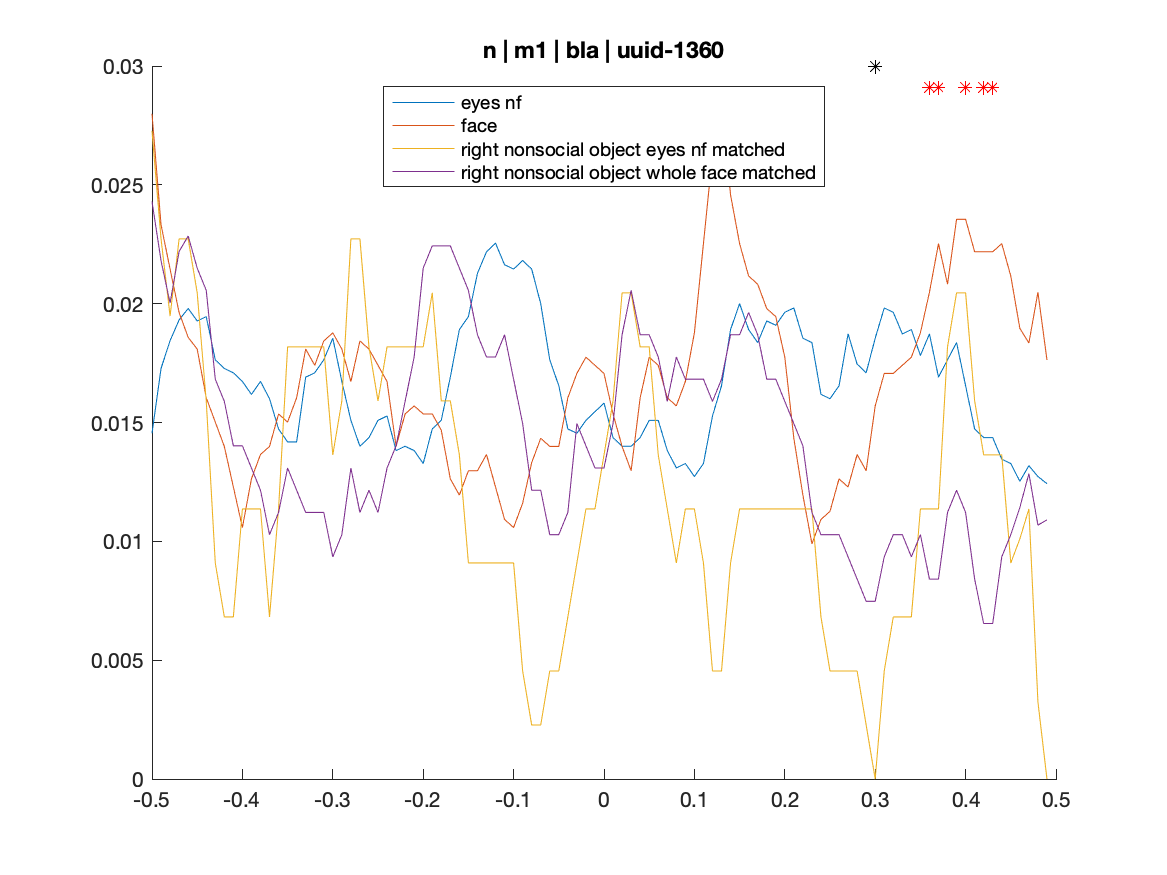 n | m1 | bla | uuid-1360
eyes nf
face
right nonsocial object eyes nf matched
right nonsocial object whole face matched
0.03
0.025
0.02
0.015
0.01
0.005
0
-0.5 -0.4 -0.3 -0.2 -0.1 0 0.1 0.2 0.3 0.4 0.5